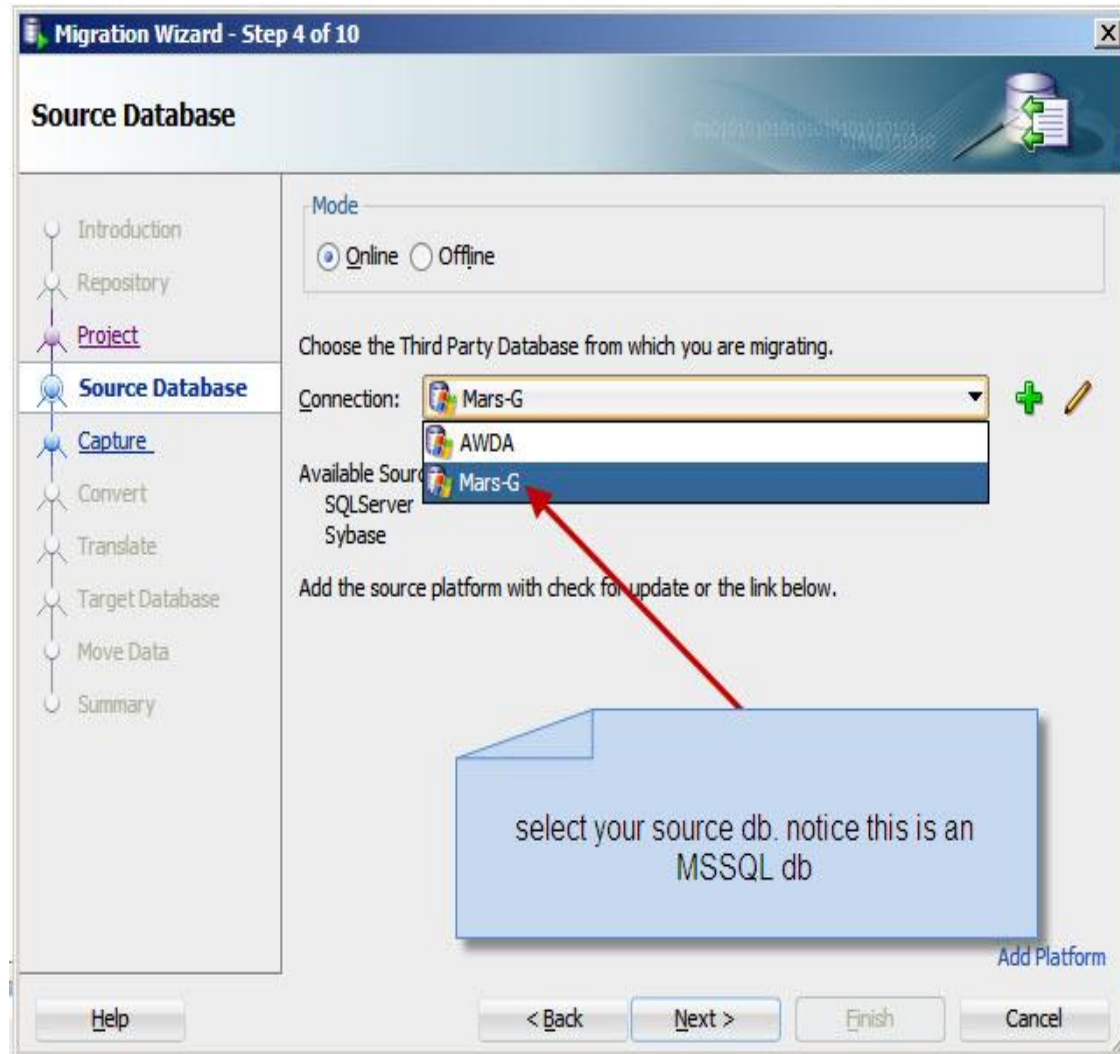 Migration Wizard - Step 4 of 10
Source Database
Introduction
Repository
Project
Source Database
Capture
Convert
Translate
Target Database
Move Data
Summary
Mode
Online Offline
Choose the Third Party Database from which you are migrating.
Connection: Mars-G
AWDA
Mars-G
Available Sour
SQLServer
Sybase
Add the source platform with check for update or the link below.
select your source db. notice this is an
MSSQL db
Add Platform
Help < Back Next > Finish Cancel